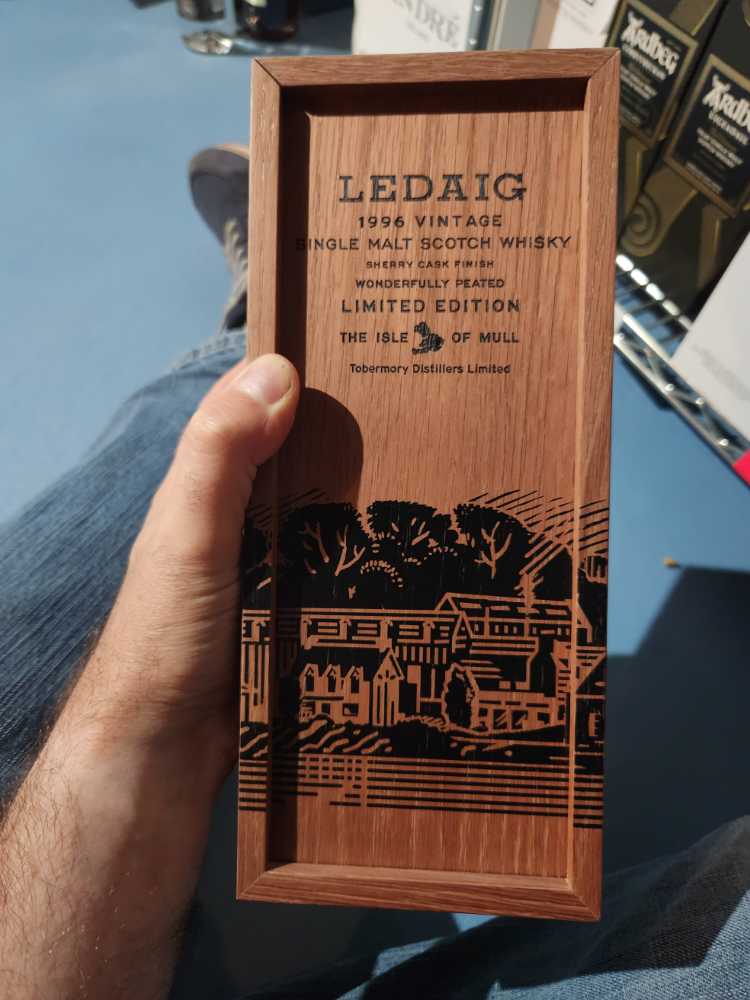 LEDAIG
1996 VINTAGE
SINGLE MALT SCOTCH WHISKY
SHERRY CASK FINISH
WONDERFULLY PEATED
LIMITED EDITION
THE ISLE OF MULL
Tobermory Distillers Limited
ARDBEG
ARDBEG